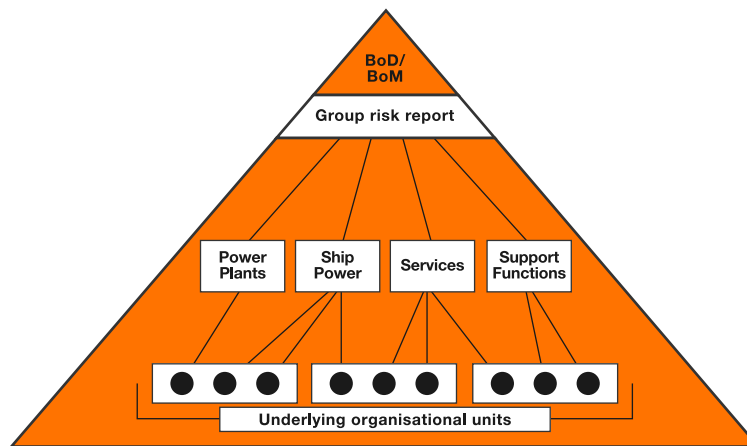 BoD/
BoM
Group risk report
Power
Plants
Ship
Power
Services
Support
Functions
Underlying organisational units